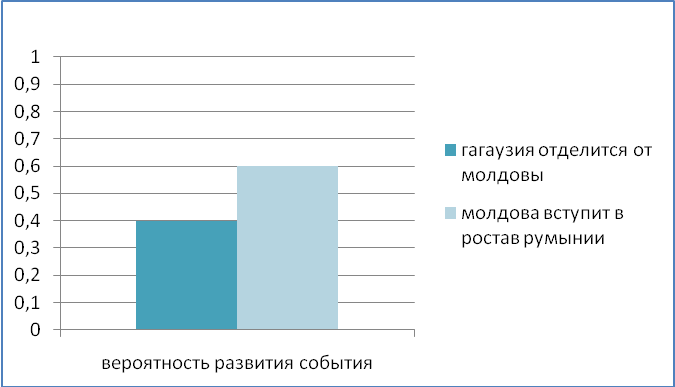 1
0,9
0,8
0,7
0,6
0,5
0,4
0,3
0,2
0,1
0
вероятность развития события
гагаузия отделится от
молдовы
молдова вступит в
ростав румынии